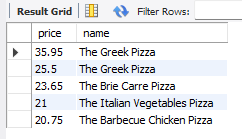 Result Grid Filter Rows:
price name
35.95 The Greek Pizza
25.5 The Greek Pizza
23.65 The Brie Carre Pizza
21 The Italian Vegetables Pizza
20.75 The Barbecue Chicken Pizza